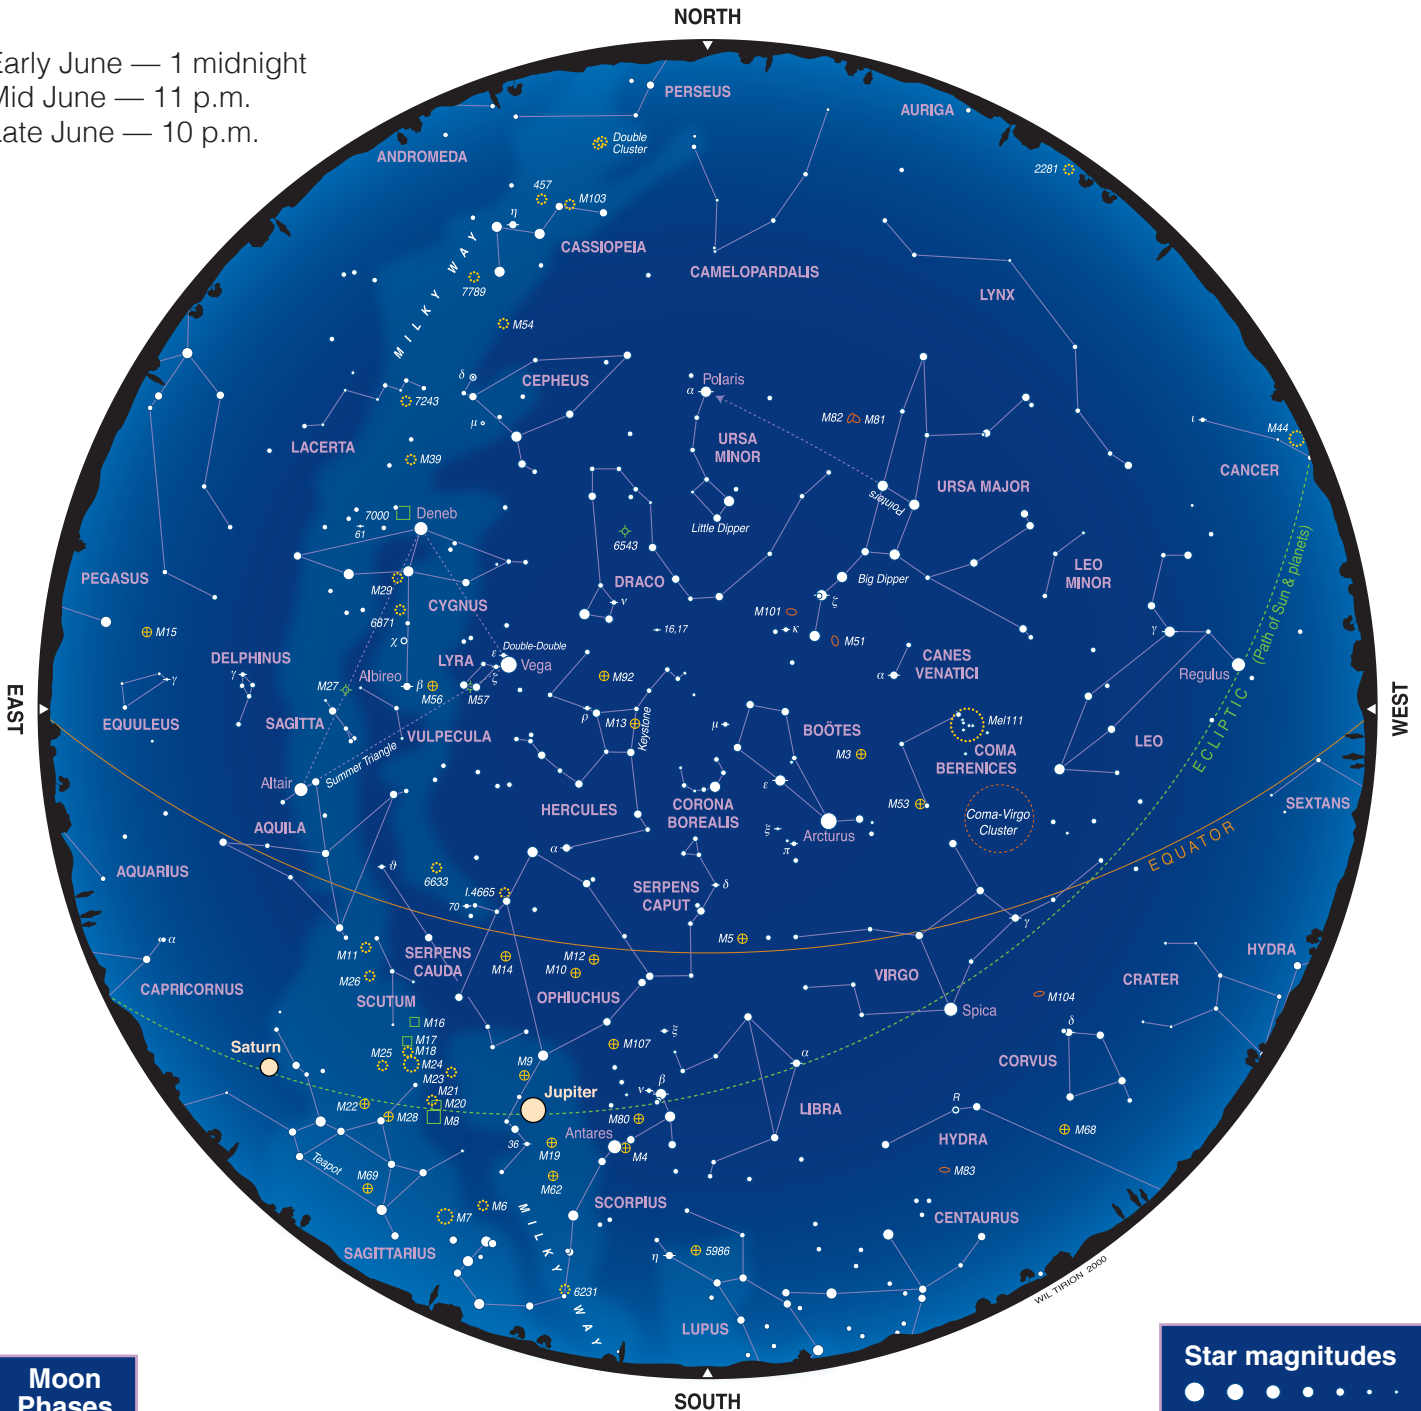 NORTH
Early June — 1 midnight
Mid June — 11 p.m.
Late June — 10 p.m.
PERSEUS
AURIGA
Double
Cluster
ANDROMEDA
2281
457
M103
η
CASSIOPEIA
CAMELOPARDALIS
LYNX
MILKY WAY
7789
M54
δ
CEPHEUS
Polaris
α
7243
μ
M82
M81
ι
M44
LACERTA
M39
URSA
MINOR
CANCER
URSA MAJOR
Pointers
7000
Deneb
61
Little Dipper
6543
PEGASUS
M29
CYGNUS
DRACO
ν
Big Dipper
LEO
MINOR
ζ
M15
6871
χ
16,17
M101
κ
M51
γ
DELPHINUS
γ
γ
LYRA
Double-Double
ε
ξ
Vega
CANES
VENATICI
α
Regulus
(Path of Sun & planets)
ECLIPTIC
EAST
WEST
M27
Albireo
β
M56
M57
M92
EQUULEUS
SAGITTA
VULPECULA
ρ
M13
Keystone
μ
BOÖTES
Mel111
M3
COMA
BERENICES
LEO
Summer Triangle
Altair
ε
HERCULES
CORONA
BOREALIS
M53
Coma-Virgo
Cluster
SEXTANS
AQUILA
ξ
π
Arcturus
EQUATOR
α
AQUARIUS
ϑ
6633
I.4665
SERPENS
CAPUT
δ
70
γ
M5
α
M11
SERPENS
CAUDA
M14
M12
M10
HYDRA
M26
VIRGO
CRATER
CAPRICORNUS
SCUTUM
OPHIUCHUS
M104
Spica
M16
δ
M17
M18
ξ
Saturn
M25
M24
M9
M107
α
CORVUS
M23
M21
Jupiter
ν
β
M22
M20
R
LIBRA
M28
M8
M80
M68
Antares
HYDRA
36
M19
M4
Teapot
M69
M62
M83
SCORPIUS
M6
M7
CENTAURUS
SAGITTARIUS
MILKY WAY
η
5986
6231
WIL TIRION 2000
LUPUS
SOUTH
Moon
Phases
Star magnitudes